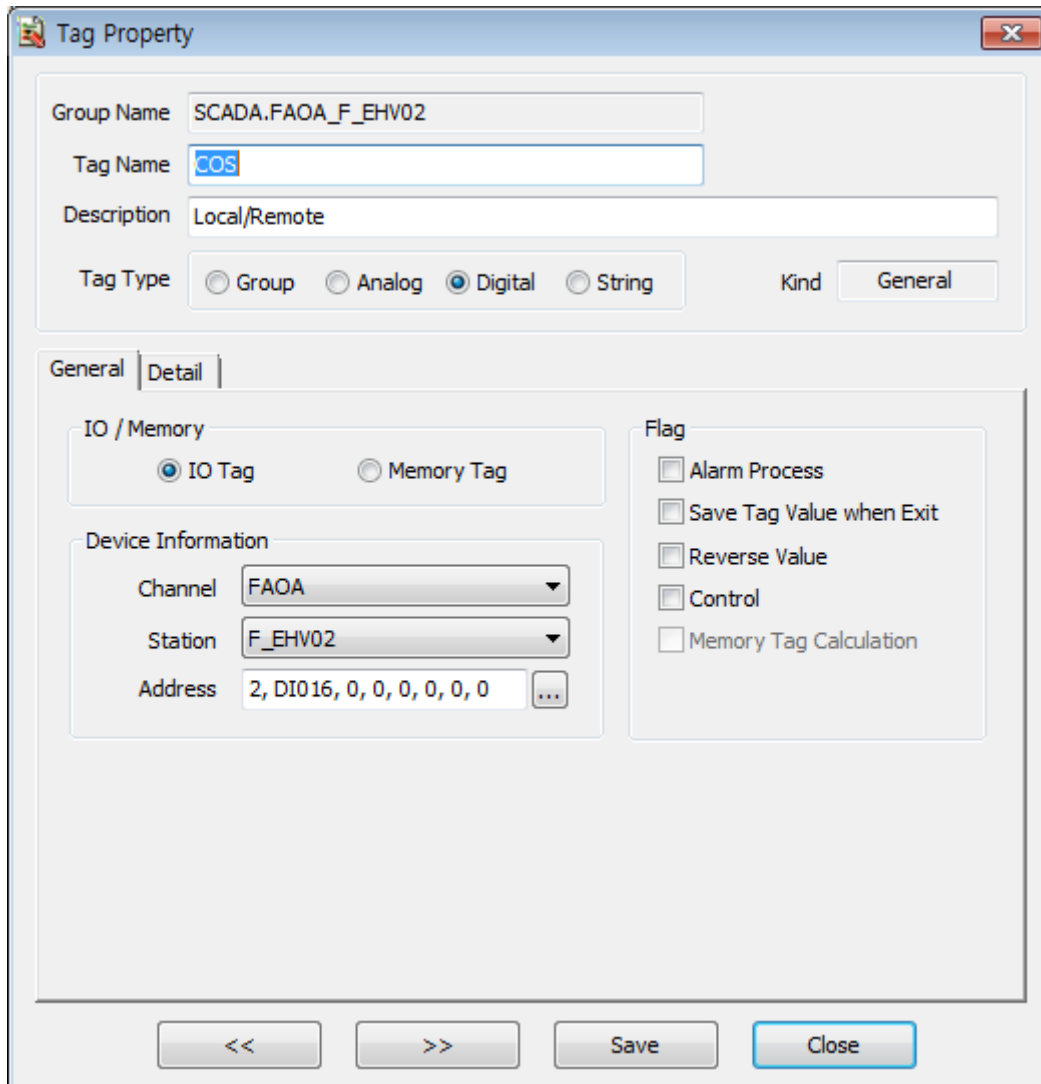 Tag Property
Group Name SCADA.FAOA_F_EHV02
Tag Name COS
Description Local/Remote
Tag Type Group Analog Digital String Kind General
General Detail
IO / Memory
IO Tag Memory Tag
Device Information
Channel FAOA
Station F_EHV02
Address 2, DI016, 0, 0, 0, 0, 0, 0 ...
Flag
Alarm Process
Save Tag Value when Exit
Reverse Value
Control
Memory Tag Calculation
<< >> Save Close